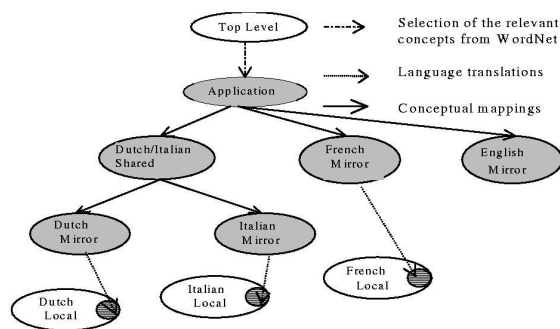 Top Level
Selection of the relevant
concepts from WordNet
Language translations
Application
Conceptual mappings
Dutch/Italian
Shared
French
Mirror
English
Mirror
Dutch
Mirror
Italian
Mirror
French
Local
Italian
Local
Dutch
Local